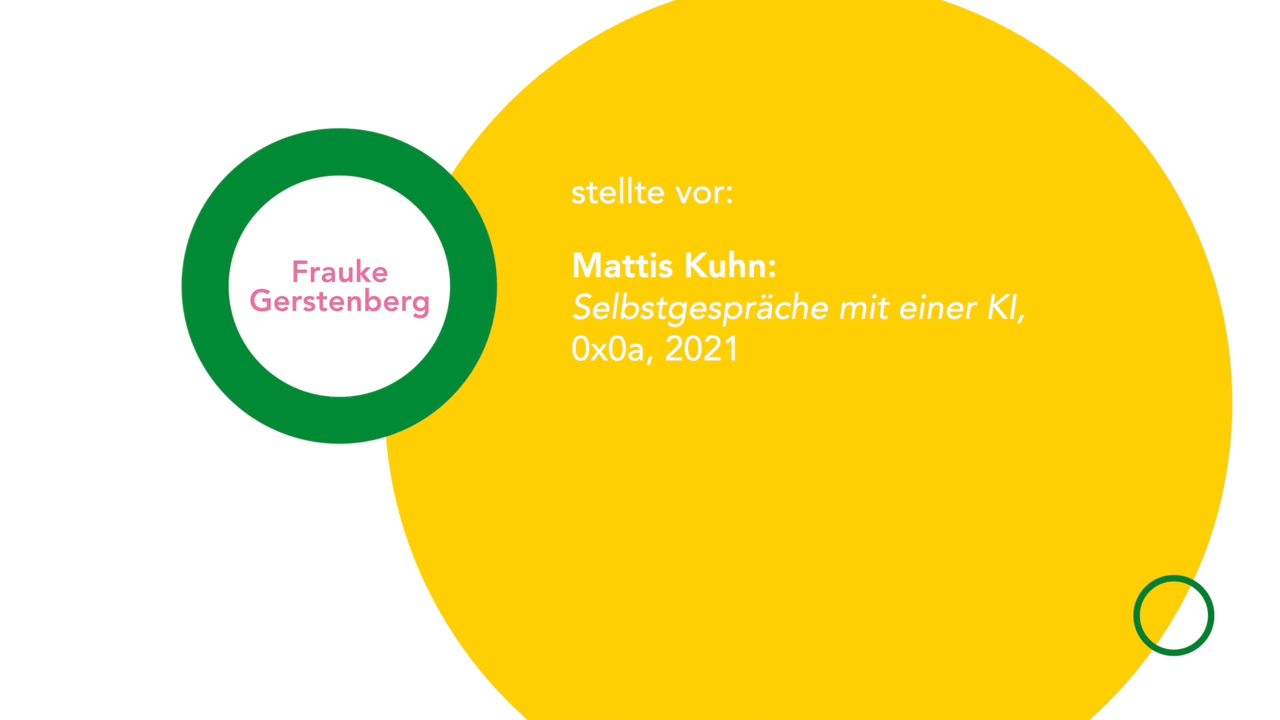 Frauke
Gerstenberg
stellte vor:
Mattis Kuhn:
Selbstgespräche mit einer KI,
0x0a, 2021